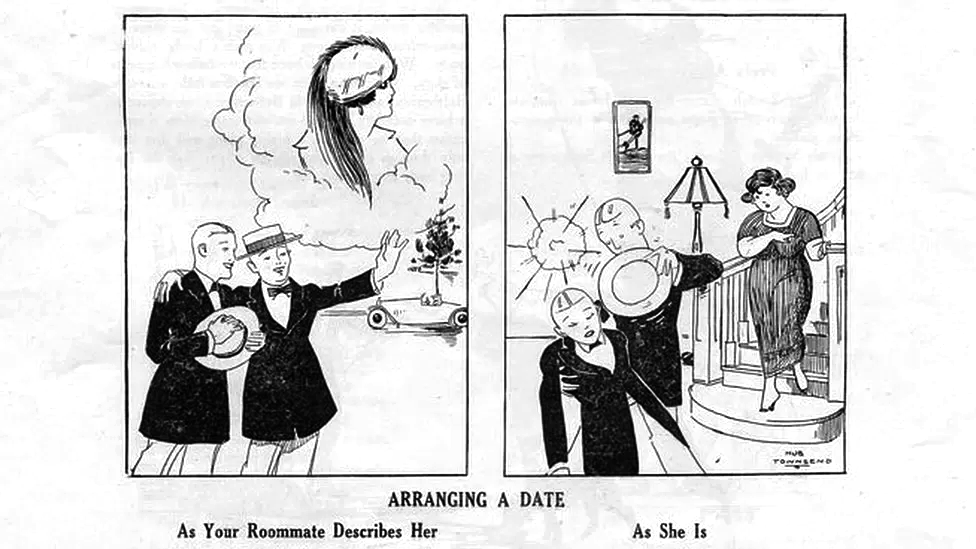 HUB
TOWNSEND
ARRANGING A DATE
As Your Roommate Describes Her
As She Is